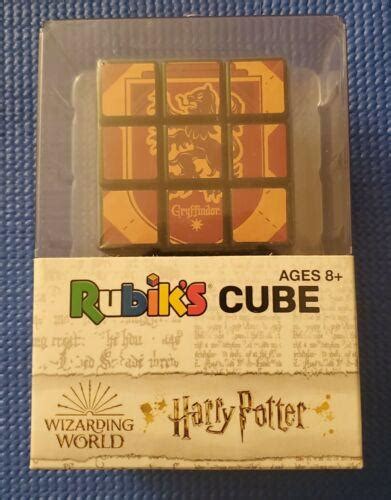 Gryffindor
AGES 8+
Rubik's CUBE
WIZARDING
WORLD
Harry Potter